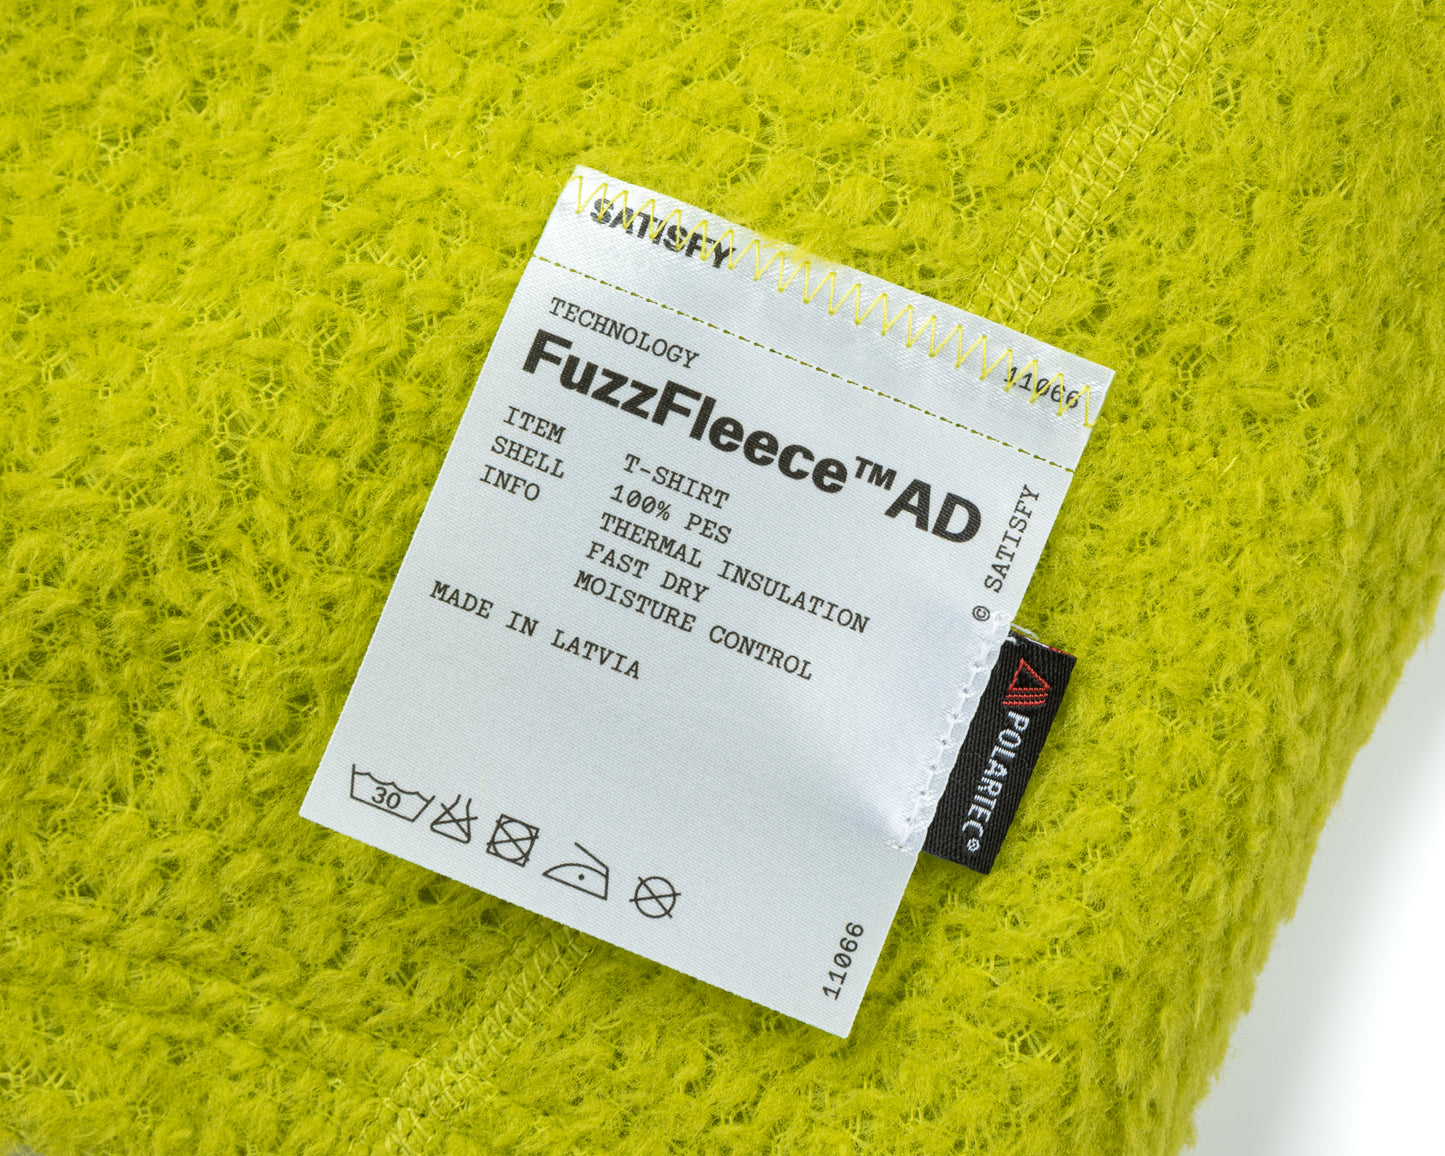 SATISFY
11066
TECHNOLOGY
FuzzFleece™AD
ITEM T-SHIRT
SHELL 100% PES
INFO THERMAL INSULATION
FAST DRY
MOISTURE CONTROL
MADE IN LATVIA
© SATISFY
POLARTEC®
30
11066